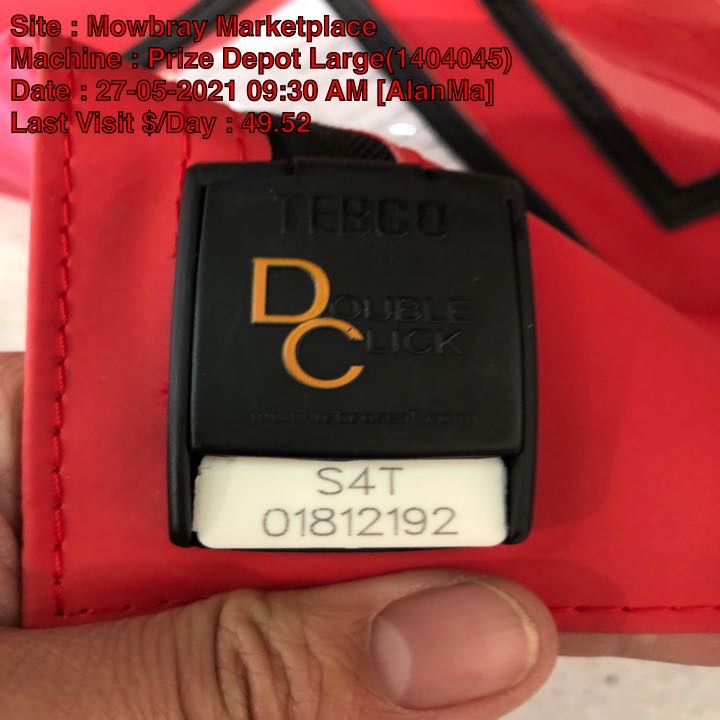 Site : Mowbray Marketplace
Machine : Prize Depot Large(1404045)
Date : 27-05-2021 09:30 AM [AlanMa]
Last Visit $/Day : 49.52
TEBCO
DOUBLE
CLICK
S4T
01812192